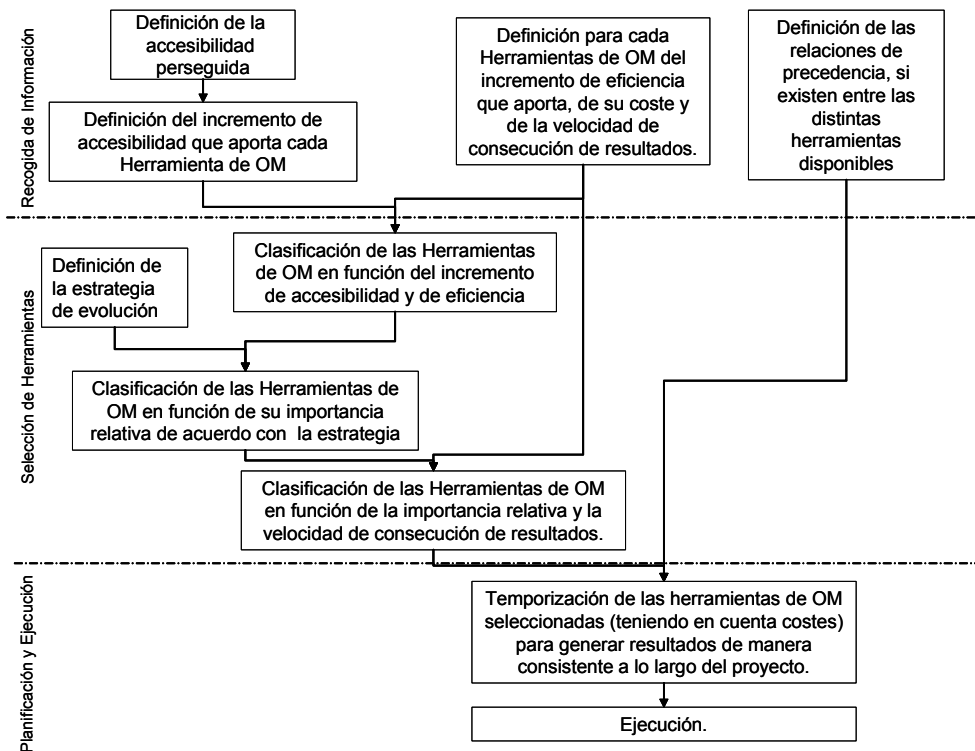 Recogida de Información
Definición de la
accesibilidad
perseguida
Definición del incremento de
accesibilidad que aporta cada
Herramienta de OM
Definición para cada
Herramientas de OM del
incremento de eficiencia
que aporta, de su coste y
de la velocidad de
consecución de resultados.
Definición de las
relaciones de
precedencia, si
existen entre las
distintas
herramientas
disponibles
Selección de Herramientas
Clasificación de las Herramientas
de OM en función del incremento
de accesibilidad y de eficiencia
Definición de
la estrategia
de evolución
Clasificación de las Herramientas de
OM en función de su importancia
relativa de acuerdo con la estrategia
Clasificación de las Herramientas de OM
en función de la importancia relativa y la
velocidad de consecución de resultados.
Planificación y Ejecución
Temporización de las herramientas de OM
seleccionadas (teniendo en cuenta costes)
para generar resultados de manera
consistente a lo largo del proyecto.
Ejecución.